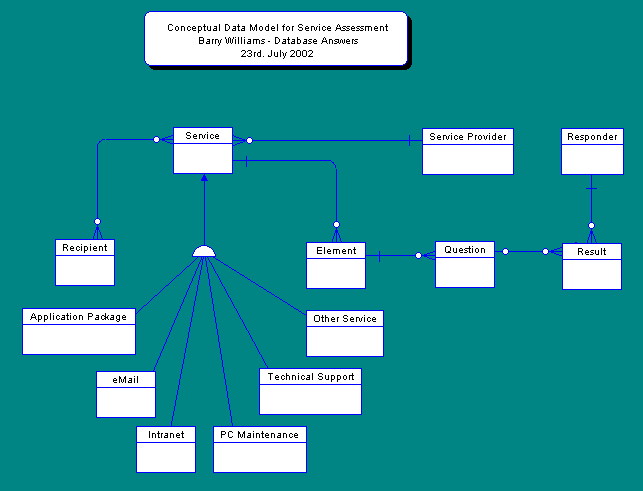 Conceptual Data Model for Service Assessment
Barry Williams - Database Answers
23rd. July 2002
Service
Service Provider
Responder
Recipient
Element
Question
Result
Application Package
Other Service
eMail
Technical Support
Intranet
PC Maintenance